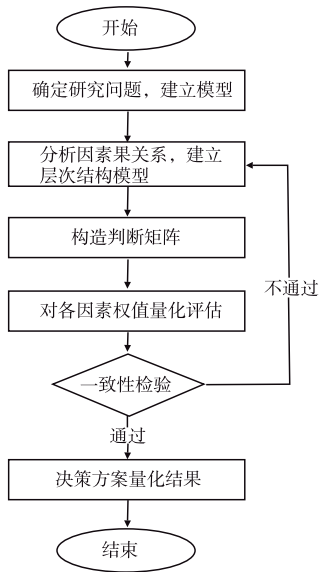 开始
确定研究问题，建立模型
分析因素果关系，建立
层次结构模型
构造判断矩阵
对各因素权值量化评估
不通过
一致性检验
通过
决策方案量化结果
结束